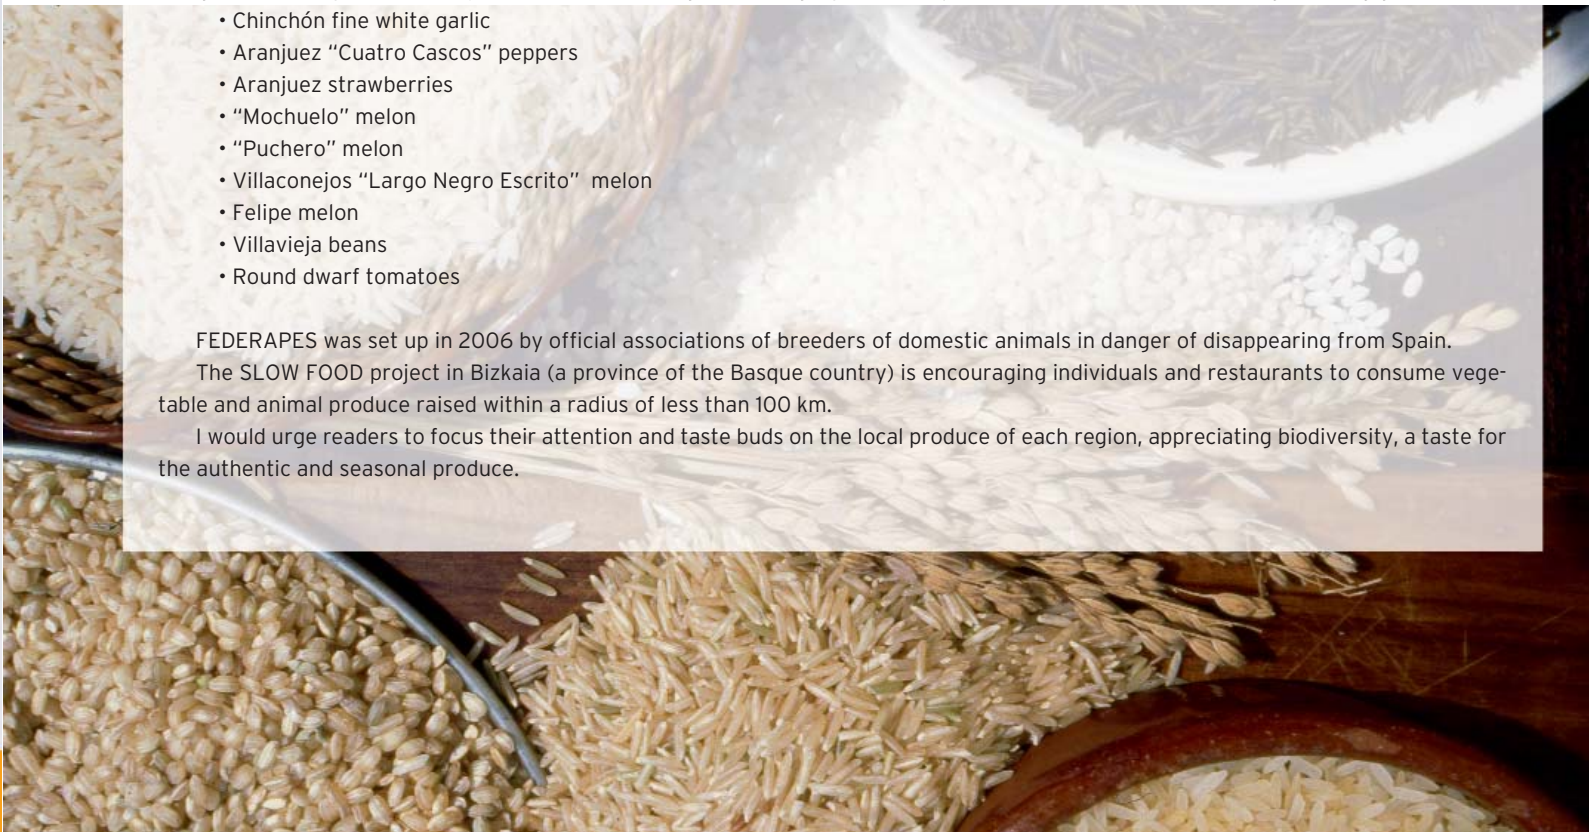 • Chinchón fine white garlic
• Aranjuez “Cuatro Cascos” peppers
• Aranjuez strawberries
• “Mochuelo” melon
• “Puchero” melon
• Villaconejos “Largo Negro Escrito” melon
• Felipe melon
• Villavieja beans
• Round dwarf tomatoes
FEDERAPES was set up in 2006 by official associations of breeders of domestic animals in danger of disappearing from Spain.
The SLOW FOOD project in Bizkaia (a province of the Basque country) is encouraging individuals and restaurants to consume vege-
table and animal produce raised within a radius of less than 100 km.
I would urge readers to focus their attention and taste buds on the local produce of each region, appreciating biodiversity, a taste for
the authentic and seasonal produce.